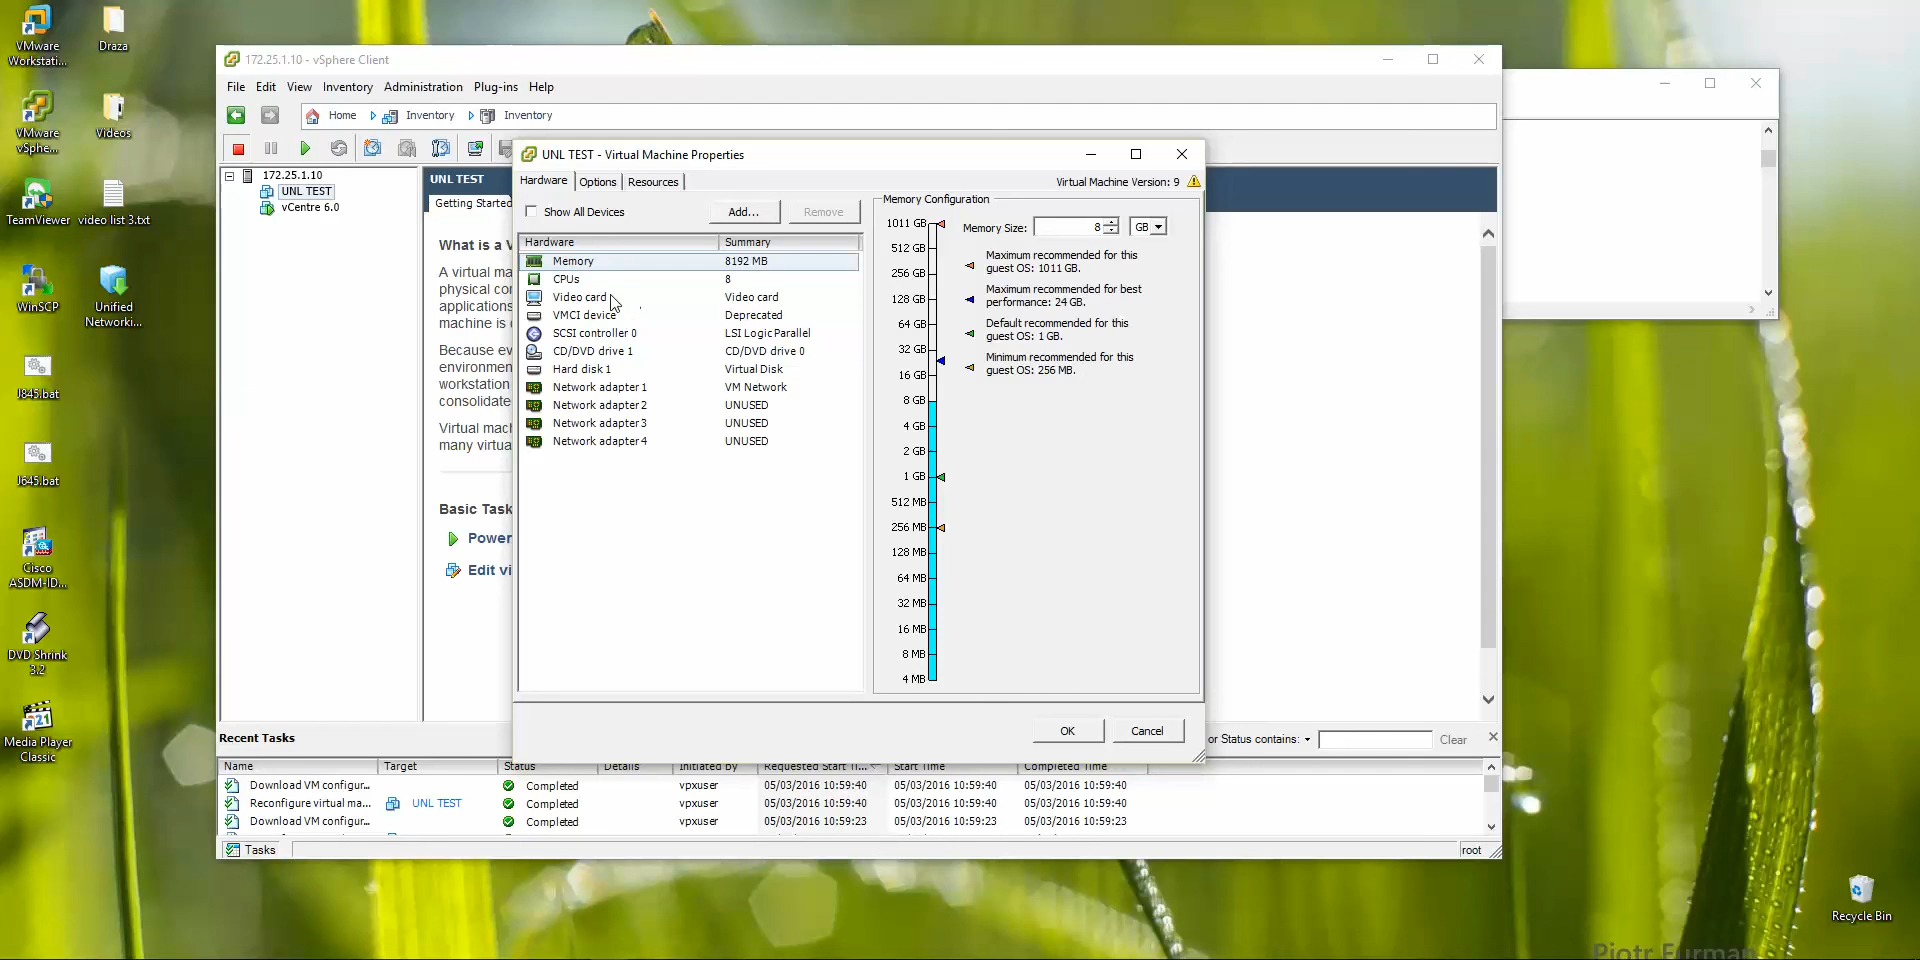 VMware
Workstati...
Draza
VMware
vSphe...
Videos
TeamViewer
video list 3.txt
WinSCP
Unified
Networki...
J845.bat
J645.bat
Cisco
ASDM-ID...
DVD Shrink
3.2
Media Player
Classic
Recycle Bin
172.25.1.10 - vSphere Client
File Edit View Inventory Administration Plug-ins Help
Home Inventory Inventory
172.25.1.10
UNL TEST
vCentre 6.0
UNL TEST
Getting Started
What is a V
A virtual ma
physical cor
applications
machine is
Because ev
environmen
workstation
consolidate
Virtual mach
many virtua
Basic Task
Power
Edit vi
UNL TEST - Virtual Machine Properties
Hardware Options Resources
Virtual Machine Version: 9
Show All Devices Add... Remove
Hardware Summary
Memory 8192 MB
CPUs 8
Video card Video card
VMCI device Deprecated
SCSI controller 0 LSI Logic Parallel
CD/DVD drive 1 CD/DVD drive 0
Hard disk 1 Virtual Disk
Network adapter 1 VM Network
Network adapter 2 UNUSED
Network adapter 3 UNUSED
Network adapter 4 UNUSED
Memory Configuration
1011 GB
512 GB
256 GB
128 GB
64 GB
32 GB
16 GB
8 GB
4 GB
2 GB
1 GB
512 MB
256 MB
128 MB
64 MB
32 MB
16 MB
8 MB
4 MB
Memory Size: 8 GB
Maximum recommended for this
guest OS: 1011 GB.
Maximum recommended for best
performance: 24 GB.
Default recommended for this
guest OS: 1 GB.
Minimum recommended for this
guest OS: 256 MB.
OK Cancel
Recent Tasks
or Status contains: Clear
Name Target Status Details Initiated by Requested Start Ti... Start Time Completed Time
Download VM configur... Completed vpxuser 05/03/2016 10:59:40 05/03/2016 10:59:40 05/03/2016 10:59:40
Reconfigure virtual ma... UNL TEST Completed vpxuser 05/03/2016 10:59:40 05/03/2016 10:59:40 05/03/2016 10:59:40
Download VM configur... Completed vpxuser 05/03/2016 10:59:23 05/03/2016 10:59:23 05/03/2016 10:59:23
Tasks
root
Piotr Furman